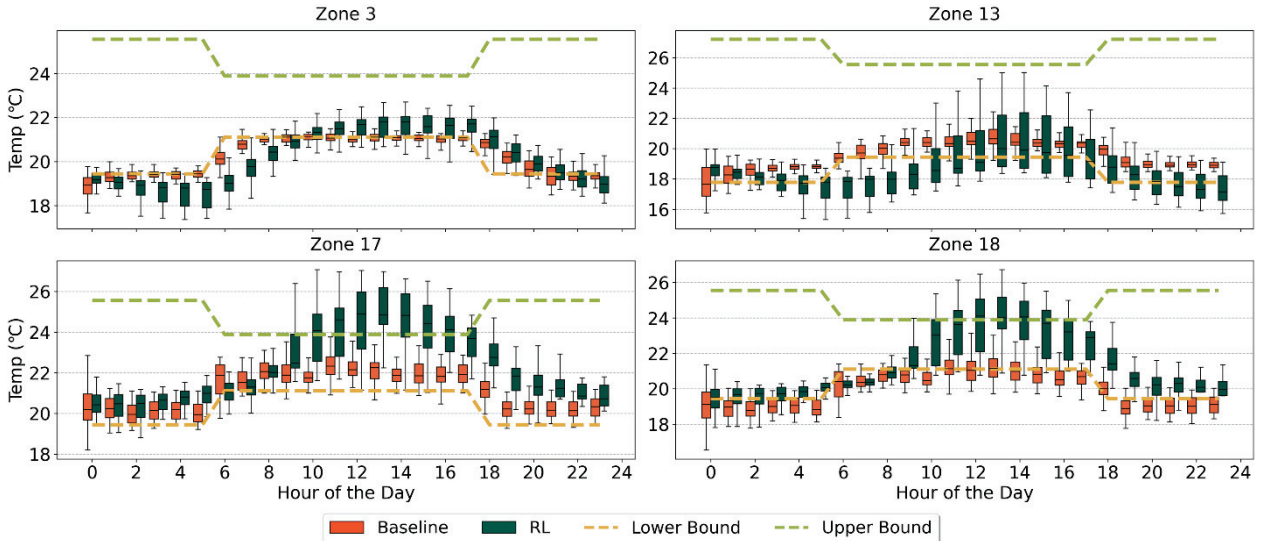 Zone 3
Zone 13
Temp (°C)
24
22
20
18
26
24
22
20
18
16
Zone 17
Zone 18
Temp (°C)
26
24
22
20
18
26
24
22
20
18
0 2 4 6 8 10 12 14 16 18 20 22 24
0 2 4 6 8 10 12 14 16 18 20 22 24
Hour of the Day
Hour of the Day
Baseline RL Lower Bound Upper Bound